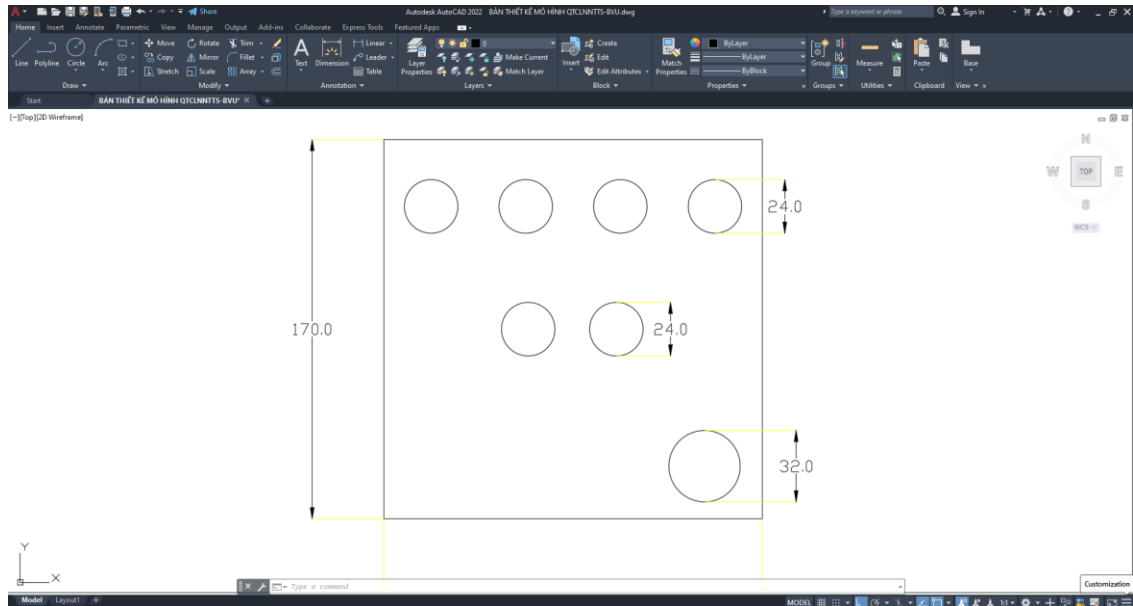 Share
Autodesk AutoCAD 2022 BẢN THIẾT KẾ MÔ HÌNH QTCLNNTTS-BVU.dwg
Type a keyword or phrase
Sign In
Home Insert Annotate Parametric View Manage Output Add-ins Collaborate Express Tools Featured Apps
Line Polyline Circle Arc
Move Rotate Trim
Copy Mirror Fillet
Stretch Scale Array
Text Dimension
Linear
Leader
Table
Layer Properties
0
Make Current
Match Layer
Insert
Create
Edit
Edit Attributes
Match Properties
ByLayer
ByLayer
ByBlock
Group
Measure
Paste
Base
Draw Modify Annotation Layers Block Properties Groups Utilities Clipboard View
Start BẢN THIẾT KẾ MÔ HÌNH QTCLNNTTS-BVU*
[-][Top][2D Wireframe]
N
W TOP E
S
WCS
24.0
170.0
24.0
32.0
Y
X
Type a command
Customization
Model Layout1
MODEL
1:1